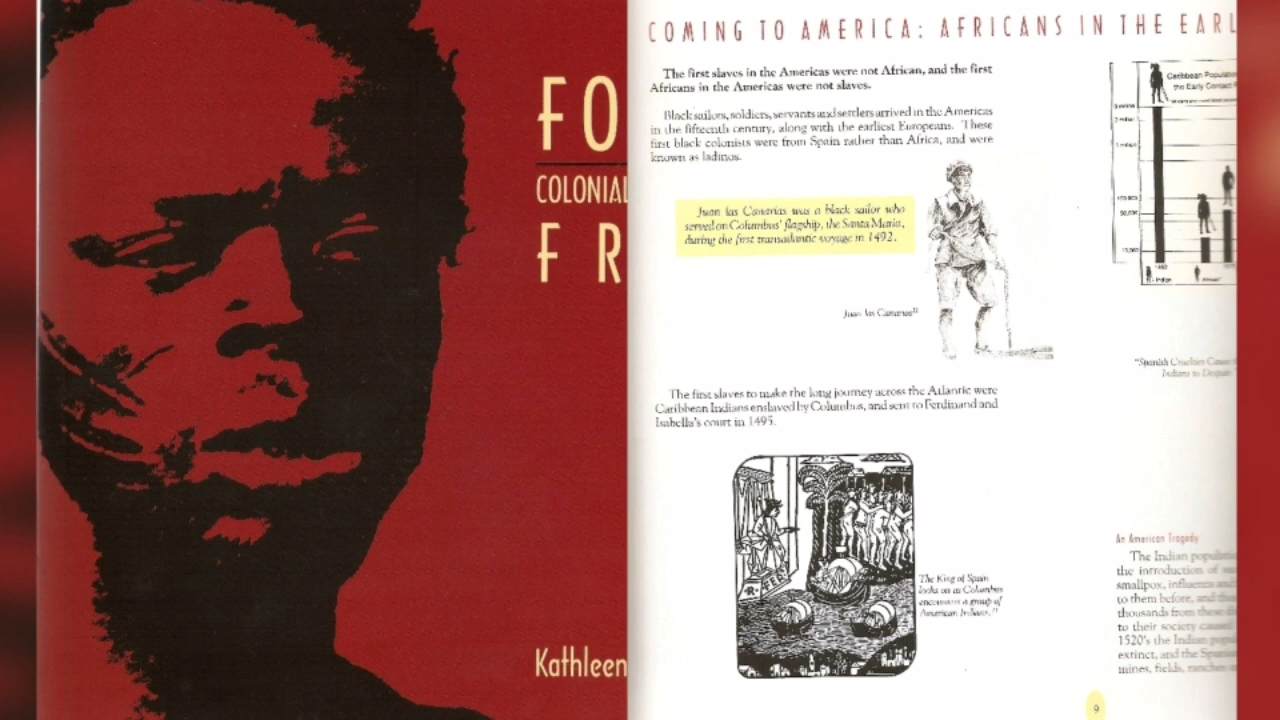 FO
COLONIAL
F R
Kathleen
COMING TO AMERICA: AFRICANS IN THE EARL
The first slaves in the Americas were not African, and the first
Africans in the Americas were not slaves.
Black sailors, soldiers, servants and settlers arrived in the Americas
in the fifteenth century, along with the earliest Europeans. These
first black colonists were from Spain rather than Africa, and were
known as ladinos.
Juan las Canarias was a black sailor who
served on Columbus' flagship, the Santa Maria,
during the first transatlantic voyage in 1492.
Juan las Canarias
The first slaves to make the long journey across the Atlantic were
Caribbean Indians enslaved by Columbus, and sent to Ferdinand and
Isabella's court in 1495.
The King of Spain
looks on as Columbus
encounters a group of
American Indians."
Caribbean Populatio
the Early Contact P
1492
"Spanish Cruelties Cause
Indians to Despair"
An American Tragedy
The Indian populatio
the introduction of
smallpox, influenza and
to them before, and
thousands from these
to their society caused
1520's the Indian popul
extinct, and the Spani
mines, fields, ranches
9